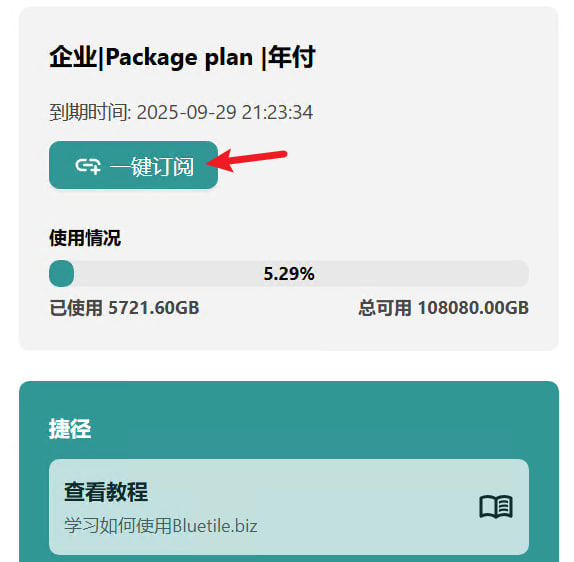 企业|Package plan |年付
到期时间: 2025-09-29 21:23:34
一键订阅
使用情况
5.29%
已使用 5721.60GB 总可用 108080.00GB
捷径
查看教程
学习如何使用Bluetile.biz